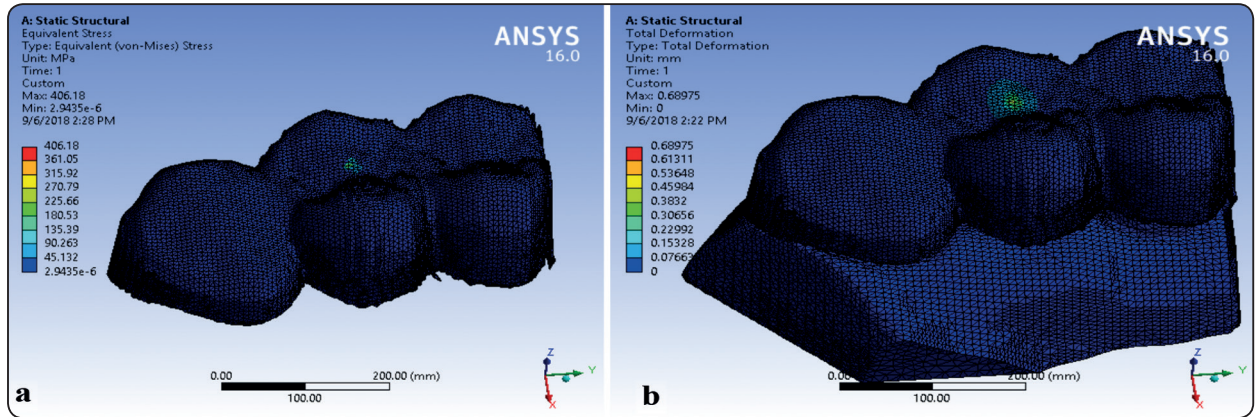 A: Static Structural
Equivalent Stress
Type: Equivalent (von-Mises) Stress
Unit: MPa
Time: 1
Custom
Max: 406.18
Min: 2.9435e-6
9/6/2018 2:28 PM
ANSYS
16.0
406.18
361.05
315.92
270.79
225.66
180.53
135.39
90.263
45.132
2.9435e-6
0.00
200.00 (mm)
100.00
Z
Y
X
a
A: Static Structural
Total Deformation
Type: Total Deformation
Unit: mm
Time: 1
Custom
Max: 0.68975
Min: 0
9/6/2018 2:22 PM
ANSYS
16.0
0.68975
0.61311
0.53648
0.45984
0.3832
0.30656
0.22992
0.15328
0.07663
0
200.00 (mm)
100.00
Z
Y
X
b